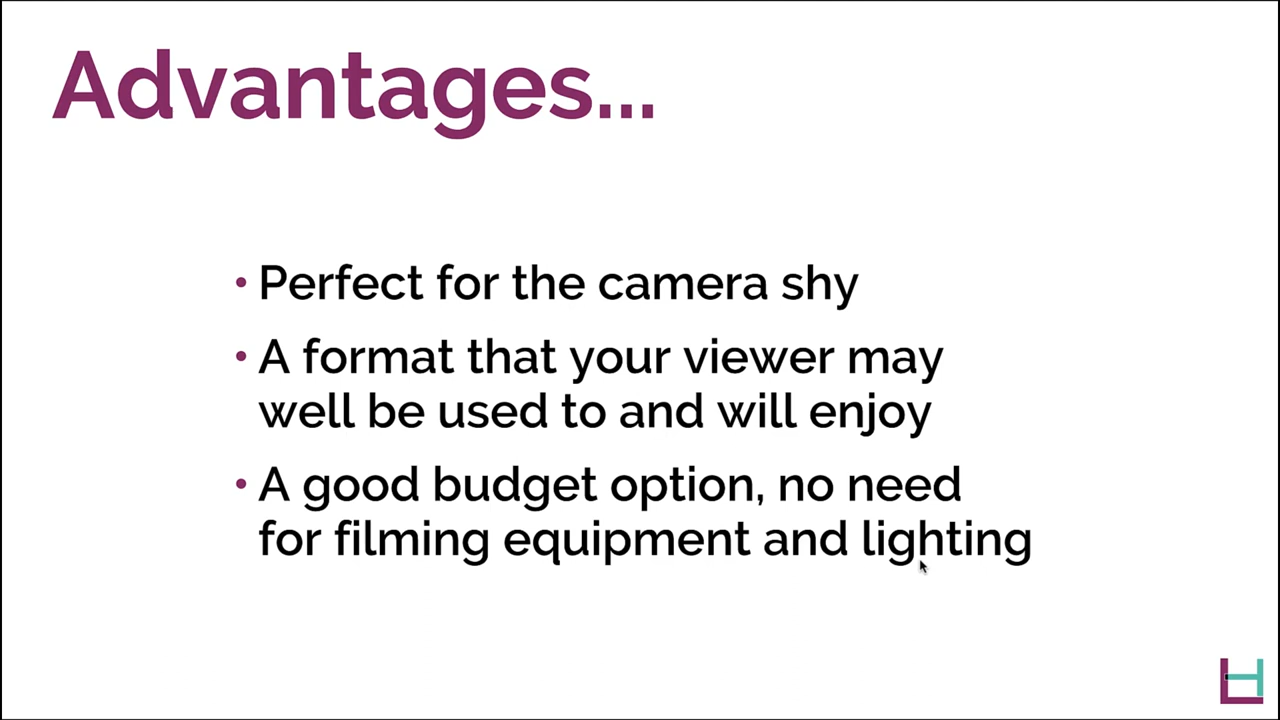 Advantages...
• Perfect for the camera shy
• A format that your viewer may
well be used to and will enjoy
• A good budget option, no need
for filming equipment and lighting